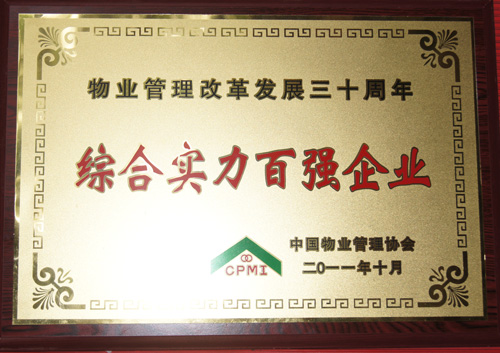 物业管理改革发展三十周年
综合实力百强企业
CPMI
中国物业管理协会
二〇一一年十月